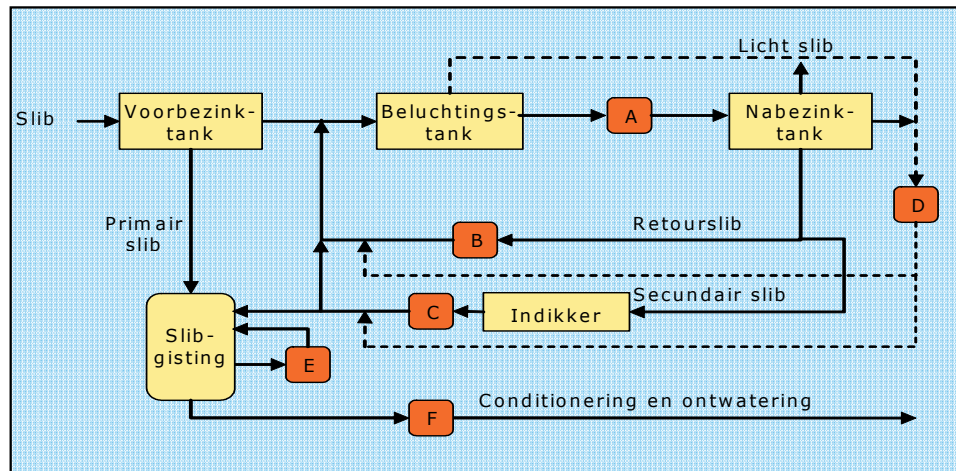 Licht slib
Slib
Voorbezink-
tank
Beluchtings-
tank
A
Nabezink-
tank
D
Primair
slib
B
Retourslib
Secundair slib
C
Indikker
Slib-
gisting
E
F
Conditionering en ontwatering